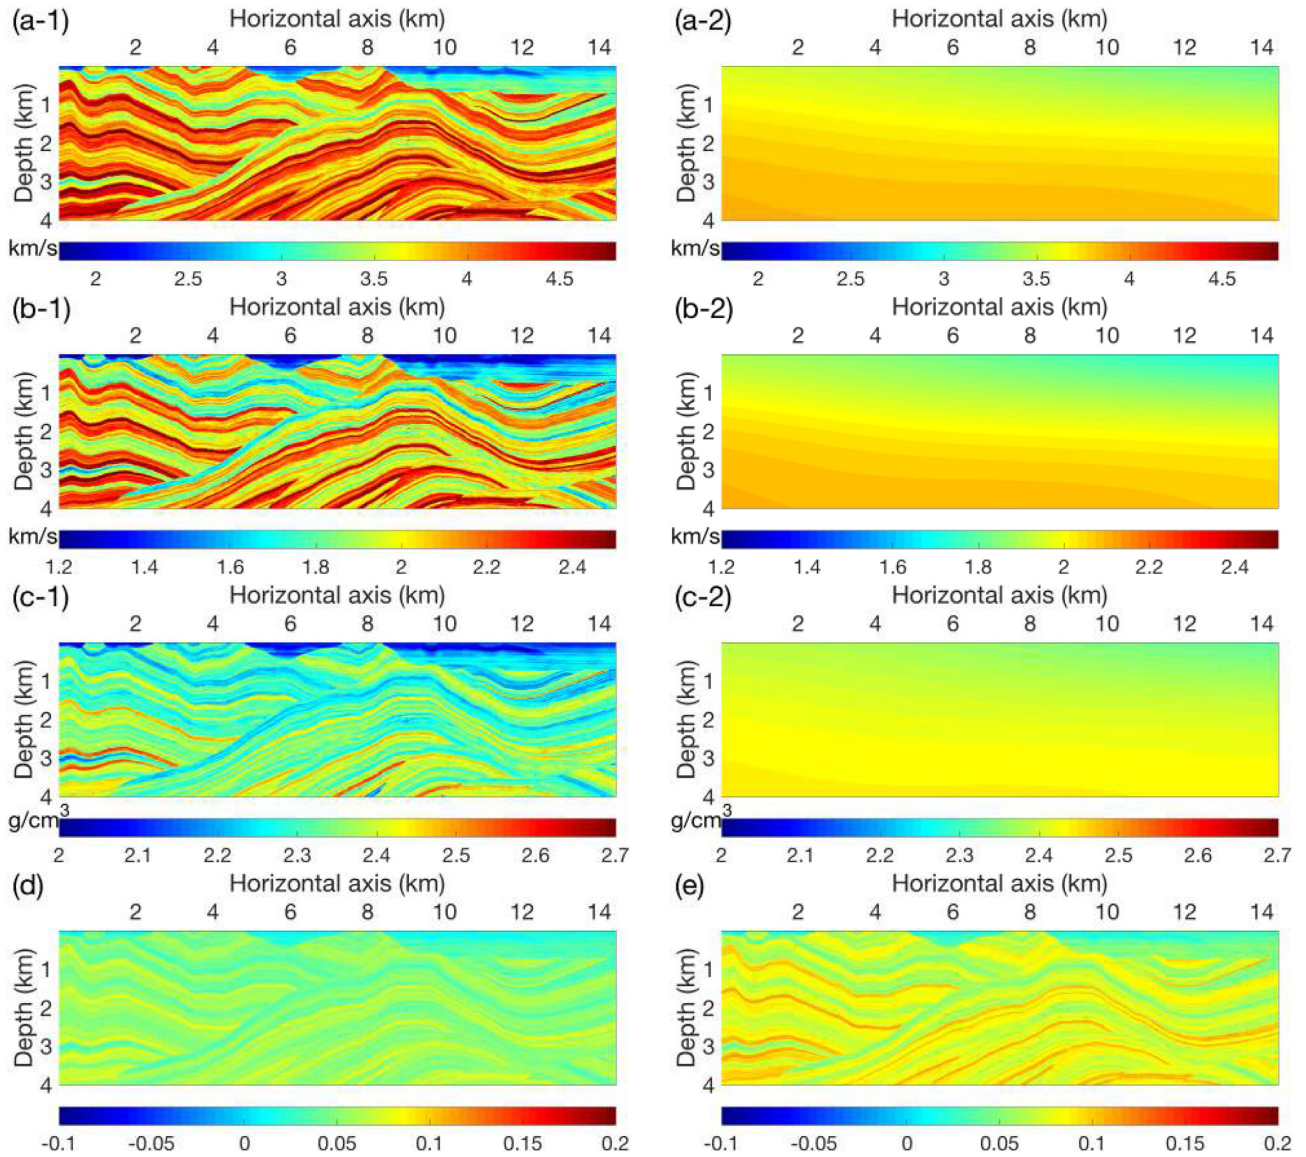 (a-1) Horizontal axis (km)
2 4 6 8 10 12 14
Depth (km)
1
2
3
4
km/s
2 2.5 3 3.5 4 4.5
(a-2) Horizontal axis (km)
2 4 6 8 10 12 14
Depth (km)
1
2
3
4
km/s
2 2.5 3 3.5 4 4.5
(b-1) Horizontal axis (km)
2 4 6 8 10 12 14
Depth (km)
1
2
3
4
km/s
1.2 1.4 1.6 1.8 2 2.2 2.4
(b-2) Horizontal axis (km)
2 4 6 8 10 12 14
Depth (km)
1
2
3
4
km/s
1.2 1.4 1.6 1.8 2 2.2 2.4
(c-1) Horizontal axis (km)
2 4 6 8 10 12 14
Depth (km)
1
2
3
4
g/cm³
2 2.1 2.2 2.3 2.4 2.5 2.6 2.7
(c-2) Horizontal axis (km)
2 4 6 8 10 12 14
Depth (km)
1
2
3
4
g/cm³
2 2.1 2.2 2.3 2.4 2.5 2.6 2.7
(d) Horizontal axis (km)
2 4 6 8 10 12 14
Depth (km)
1
2
3
4
-0.1 -0.05 0 0.05 0.1 0.15 0.2
(e) Horizontal axis (km)
2 4 6 8 10 12 14
Depth (km)
1
2
3
4
-0.1 -0.05 0 0.05 0.1 0.15 0.2